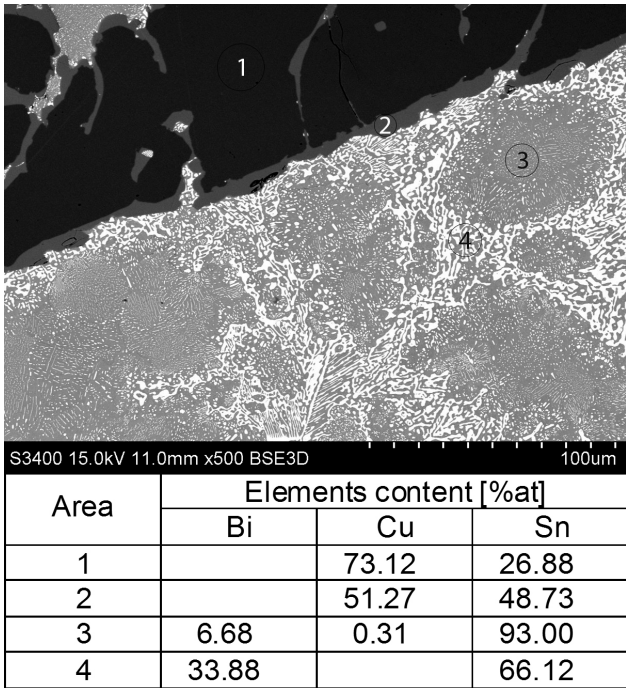 1
2
3
4
S3400 15.0kV 11.0mm x500 BSE3D 100um
Area Elements content [%at]
Bi Cu Sn
1 73.12 26.88
2 51.27 48.73
3 6.68 0.31 93.00
4 33.88 66.12